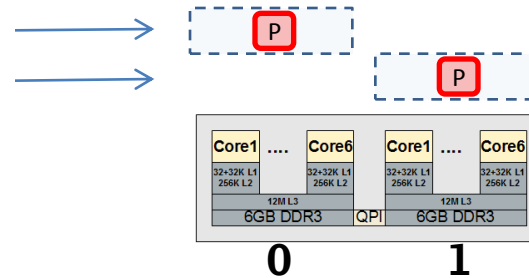 P
P
Core1 .... Core6 Core1 .... Core6
32+32K L1 32+32K L1 32+32K L1 32+32K L1
256K L2 256K L2 256K L2 256K L2
12M L3 12M L3
6GB DDR3 QPI 6GB DDR3
0 1